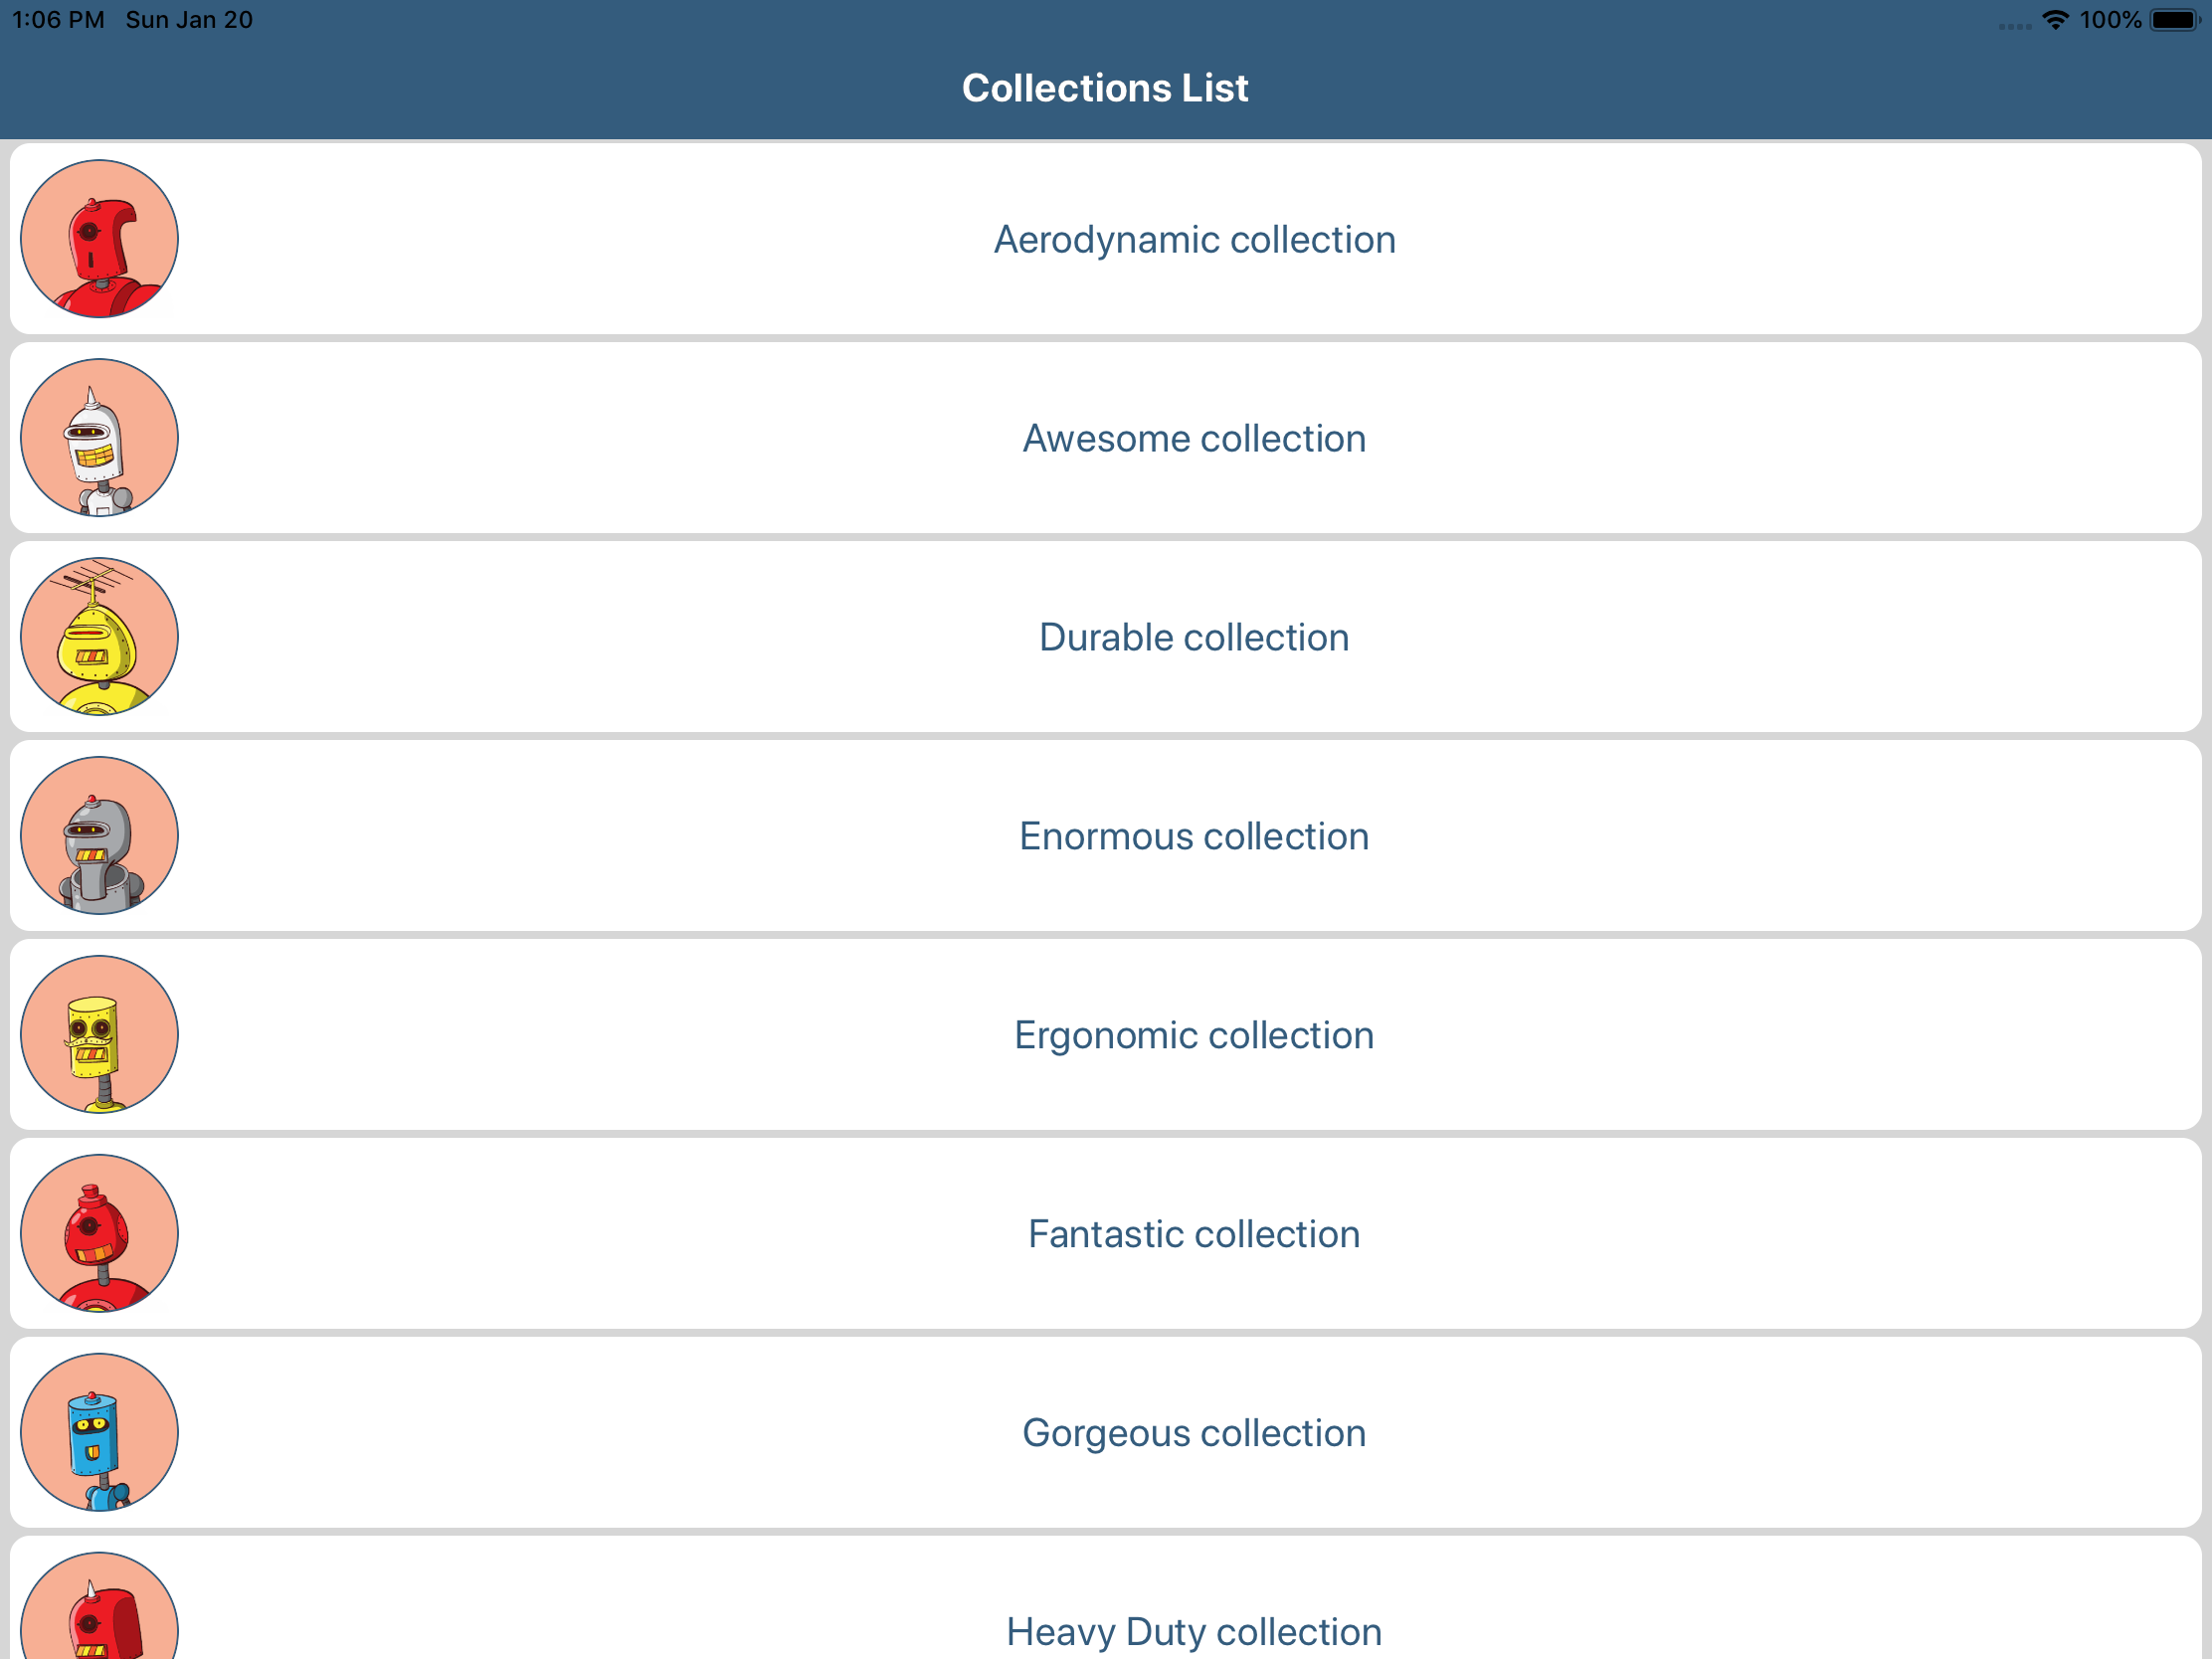 1:06 PM Sun Jan 20 100%
Collections List
Aerodynamic collection
Awesome collection
Durable collection
Enormous collection
Ergonomic collection
Fantastic collection
Gorgeous collection
Heavy Duty collection